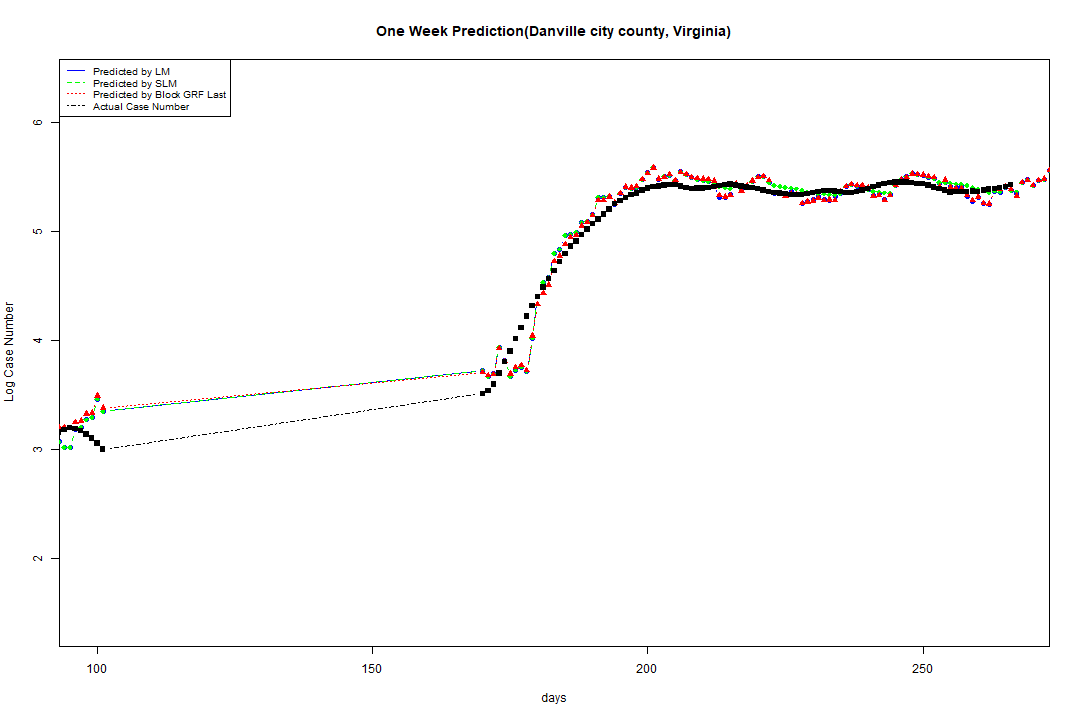 One Week Prediction(Danville city county, Virginia)
Predicted by LM
Predicted by SLM
Predicted by Block GRF Last
Actual Case Number
Log Case Number
6
5
4
3
2
100
150
200
250
days